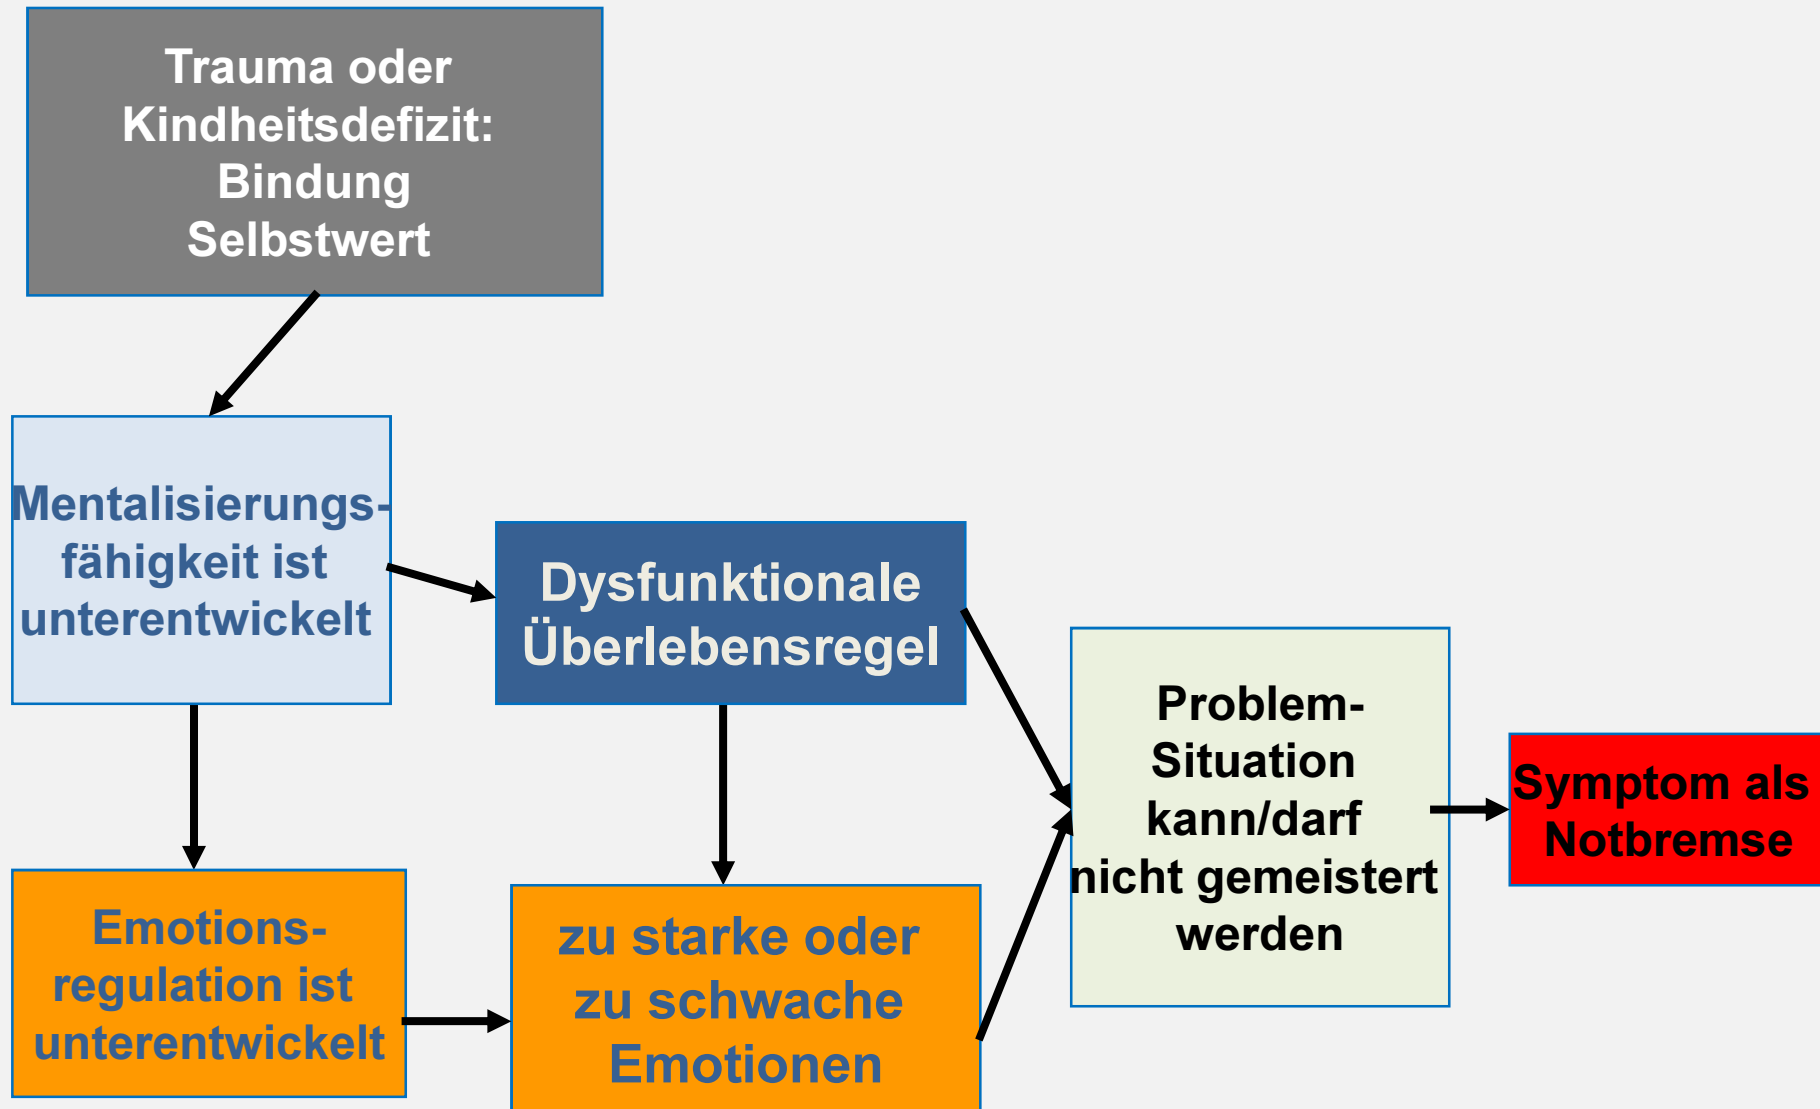 Trauma oder
Kindheitsdefizit:
Bindung
Selbstwert
Mentalisierungs-
fähigkeit ist
unterentwickelt
Dysfunktionale
Überlebensregel
Problem-
Situation
kann/darf
nicht gemeistert
werden
Symptom als
Notbremse
Emotions-
regulation ist
unterentwickelt
zu starke oder
zu schwache
Emotionen